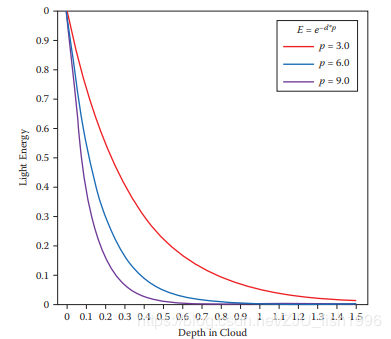 0
0.9
0.8
0.7
0.6
0.5
0.4
0.3
0.2
0.1
0
Light Energy
E = e^{-d*p}
p = 3.0
p = 6.0
p = 9.0
0 0.1 0.2 0.3 0.4 0.5 0.6 0.7 0.8 0.9 1 1.1 1.2 1.3 1.4 1.5
Depth in Cloud